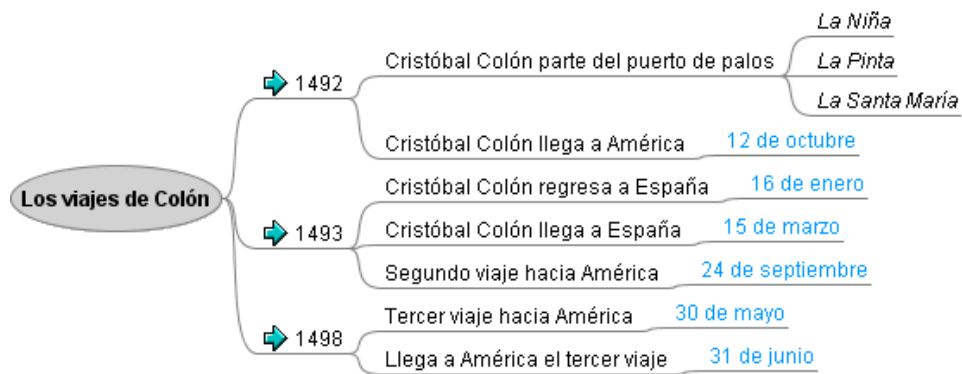 Los viajes de Colón
1492
Cristóbal Colón parte del puerto de palos
La Niña
La Pinta
La Santa María
Cristóbal Colón llega a América 12 de octubre
1493
Cristóbal Colón regresa a España 16 de enero
Cristóbal Colón llega a España 15 de marzo
Segundo viaje hacia América 24 de septiembre
1498
Tercer viaje hacia América 30 de mayo
Llega a América el tercer viaje 31 de junio